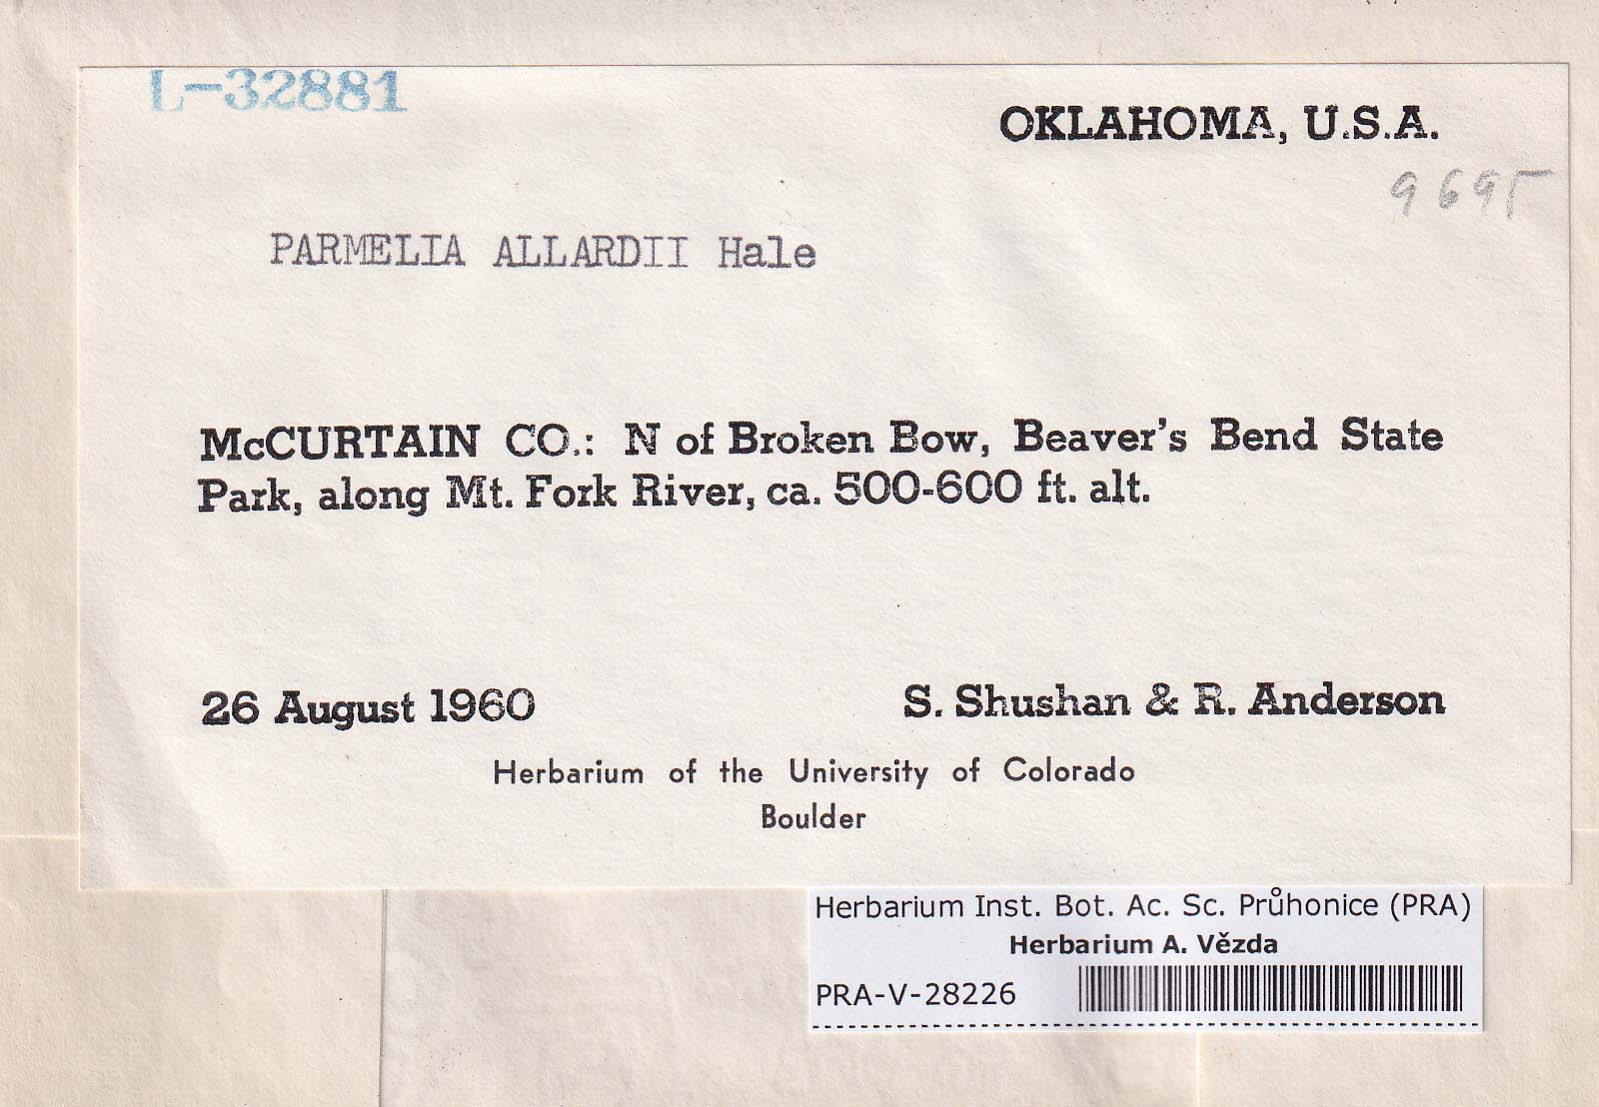 L-32881
OKLAHOMA, U.S.A.
9695
PARMELIA ALLARDII Hale
McCURTAIN CO.: N of Broken Bow, Beaver's Bend State
Park, along Mt. Fork River, ca. 500-600 ft. alt.
26 August 1960
S. Shushan & R. Anderson
Herbarium of the University of Colorado
Boulder
Herbarium Inst. Bot. Ac. Sc. Průhonice (PRA)
Herbarium A. Vězda
PRA-V-28226